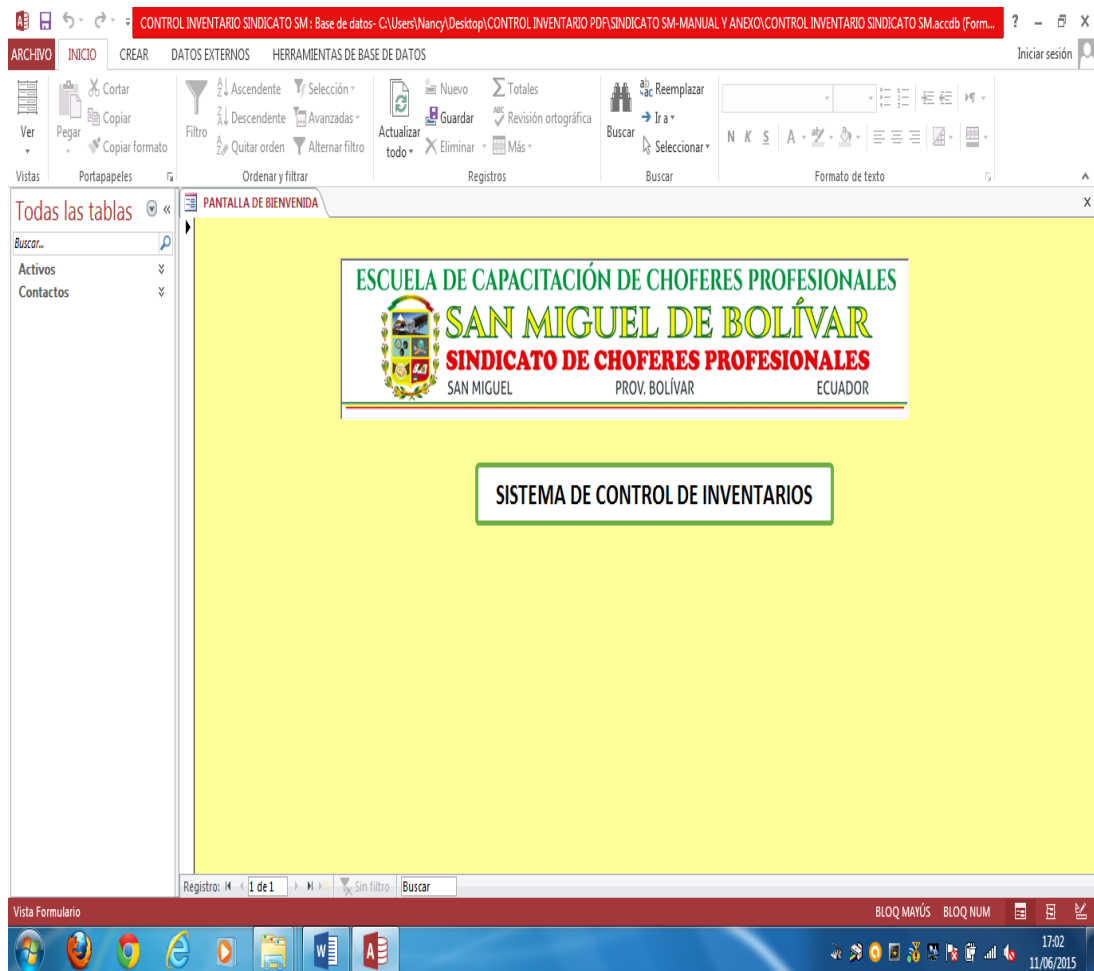 CONTROL INVENTARIO SINDICATO SM : Base de datos- C:\Users\Nancy\Desktop\CONTROL INVENTARIO PDF\SINDICATO SM-MANUAL Y ANEXO\CONTROL INVENTARIO SINDICATO SM.accdb (Form...
ARCHIVO INICIO CREAR DATOS EXTERNOS HERRAMIENTAS DE BASE DE DATOS Iniciar sesión
Ver
Vistas
Pegar
Cortar
Copiar
Copiar formato
Portapapeles
Filtro
Ascendente
Descendente
Quitar orden
Selección
Avanzadas
Alternar filtro
Ordenar y filtrar
Actualizar
todo
Nuevo
Guardar
Eliminar
Totales
Revisión ortográfica
Más
Registros
Buscar
Reemplazar
Ir a
Seleccionar
Buscar
N K S A
Formato de texto
Todas las tablas
Buscar...
Activos
Contactos
PANTALLA DE BIENVENIDA
ESCUELA DE CAPACITACIÓN DE CHOFERES PROFESIONALES
SAN MIGUEL DE BOLÍVAR
SINDICATO DE CHOFERES PROFESIONALES
SAN MIGUEL PROV. BOLÍVAR ECUADOR
SISTEMA DE CONTROL DE INVENTARIOS
Registro: 1 de 1 Sin filtro Buscar
Vista Formulario BLOQ MAYÚS BLOQ NUM
17:02
11/06/2015